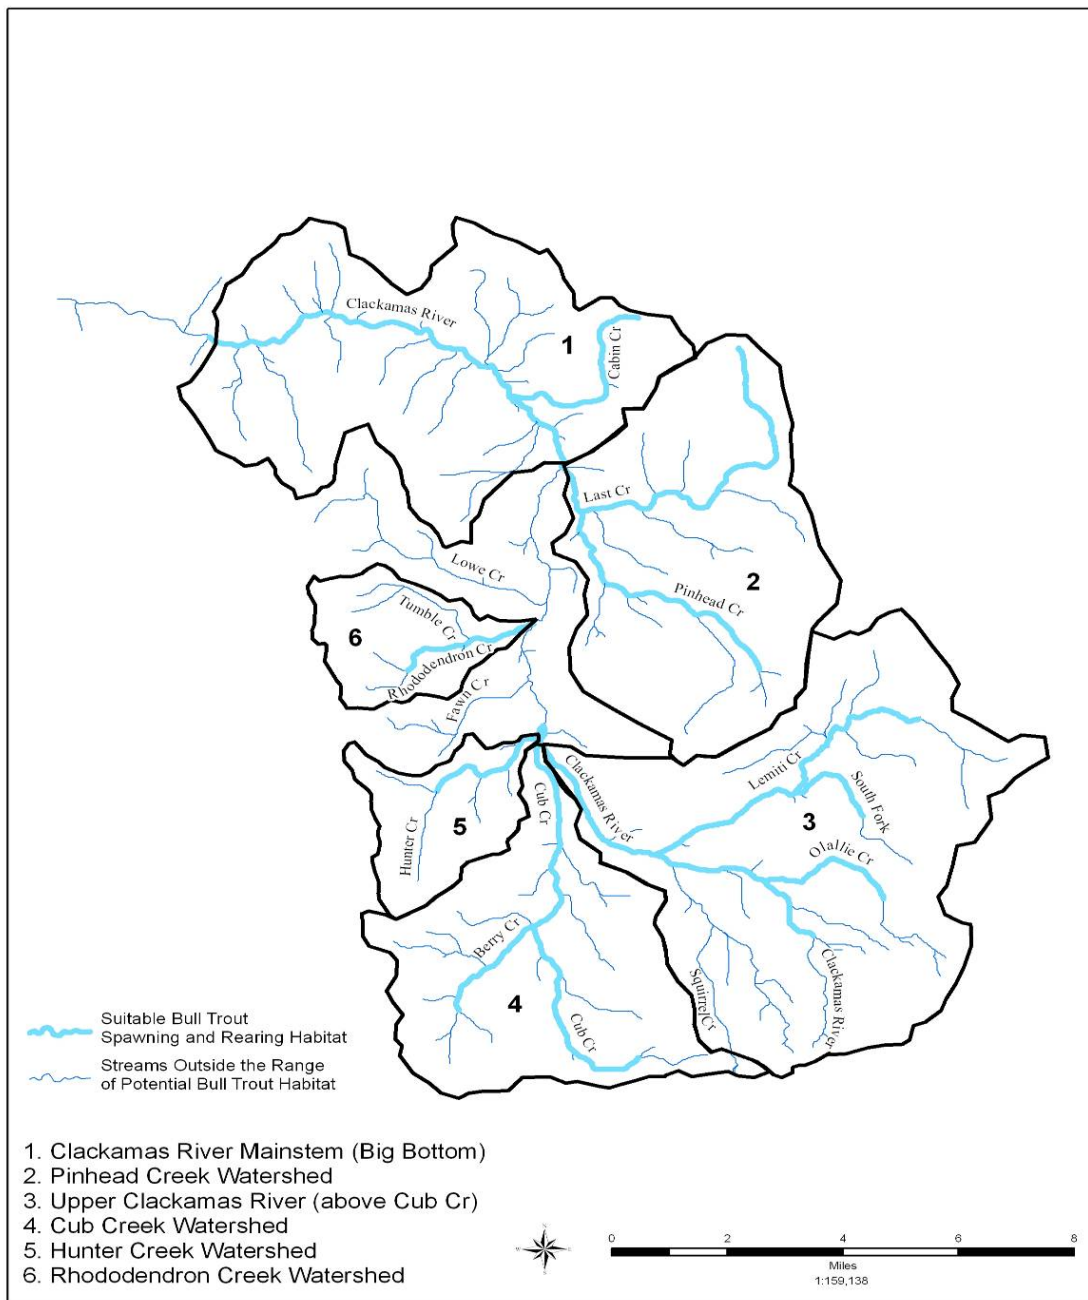 Clackamas River
1
Cabin Cr
Last Cr
Lowe Cr
Pinhead Cr
2
Tumble Cr
6
Rhododendron Cr
Fawn Cr
Clackamas River
Lemiti Cr
South Fork
Cub Cr
3
5
Hunter Cr
Olallie Cr
Berry Cr
Clackamas River
Squirrel Cr
4
Cub Cr
Suitable Bull Trout
Spawning and Rearing Habitat
Streams Outside the Range
of Potential Bull Trout Habitat
1. Clackamas River Mainstem (Big Bottom)
2. Pinhead Creek Watershed
3. Upper Clackamas River (above Cub Cr)
4. Cub Creek Watershed
5. Hunter Creek Watershed
6. Rhododendron Creek Watershed
0 2 4 6 8
Miles
1:159,138